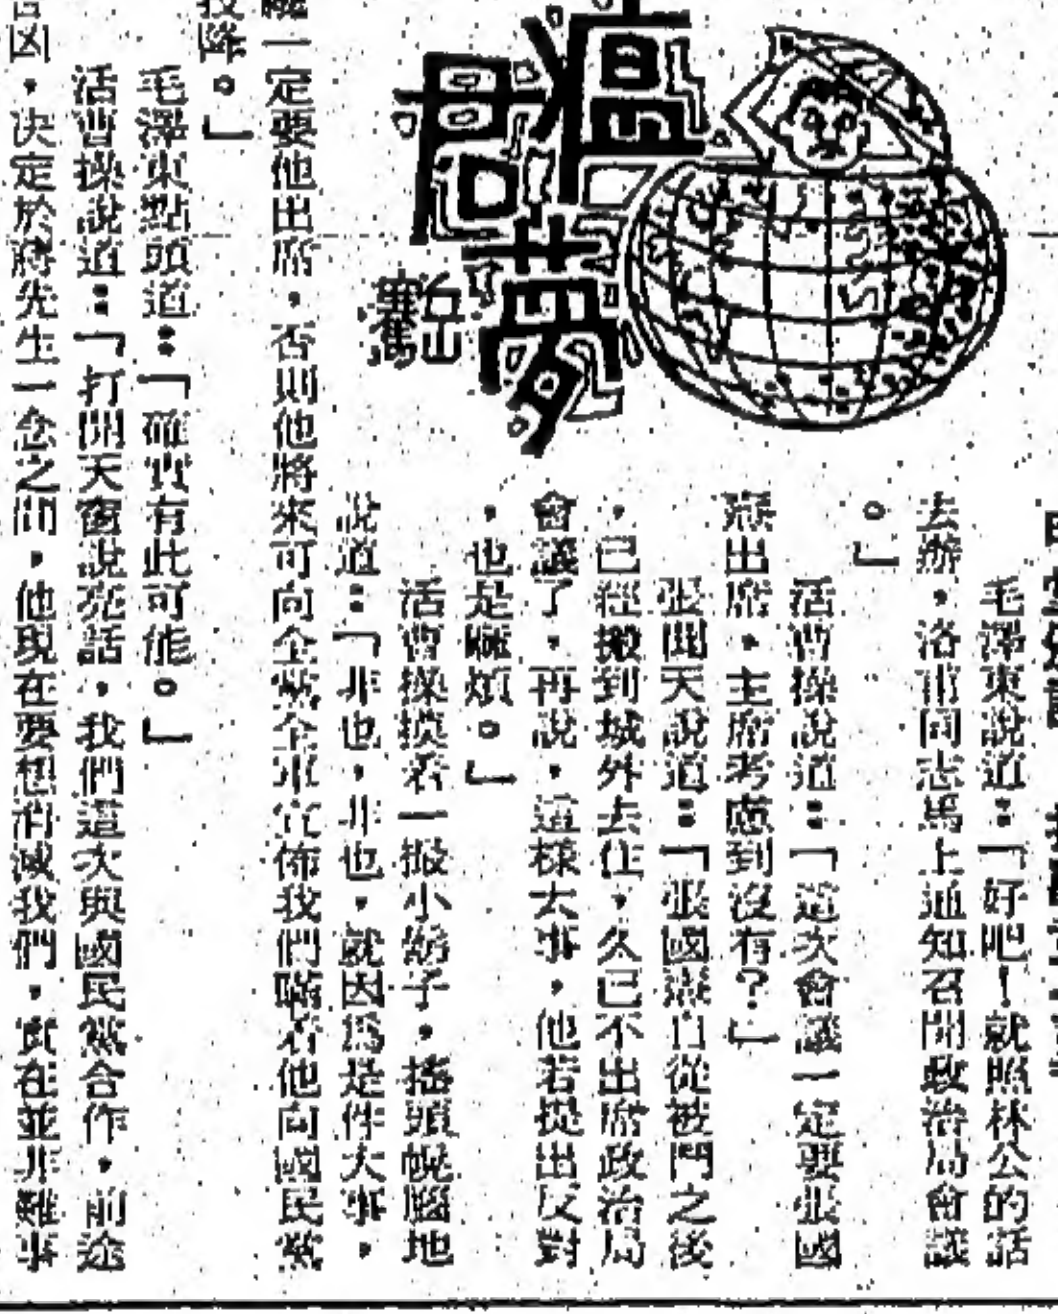 瘟君夢
岳騫
毛澤東說道：「好吧！就照林公的話
去辦，洛甫同志馬上通知召開政治局會議
。」
活曹操說道：「這次會議一定要張國
燾出席，主席考慮到沒有？」
張聞天說道：「張國燾自從被鬥之後
，已經搬到城外去住，久已不出席政治局
會議了，再說，這樣大事，他若提出反對
，也是麻煩。」
活曹操摸着一撮小鬍子，搖頭幌腦地
說道：「非也，非也，就因為是件大事，
一定要他出席，否則他將來可向全黨全軍宣佈我們瞞着他向國民黨
投降。」
毛澤東點頭道：「確實有此可能。」
活曹操說道：「打開天窗說亮話，我們這次與國民黨合作，前途
吉凶，決定於蔣先生一念之間，他現在要想消滅我們，實在並非難事